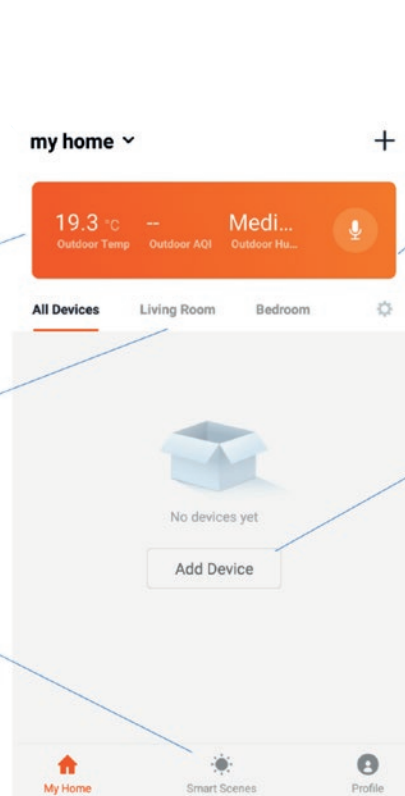 my home
19.3 °C -- Medi...
Outdoor Temp Outdoor AQI Outdoor Hu...
All Devices Living Room Bedroom
No devices yet
Add Device
My Home Smart Scenes Profile